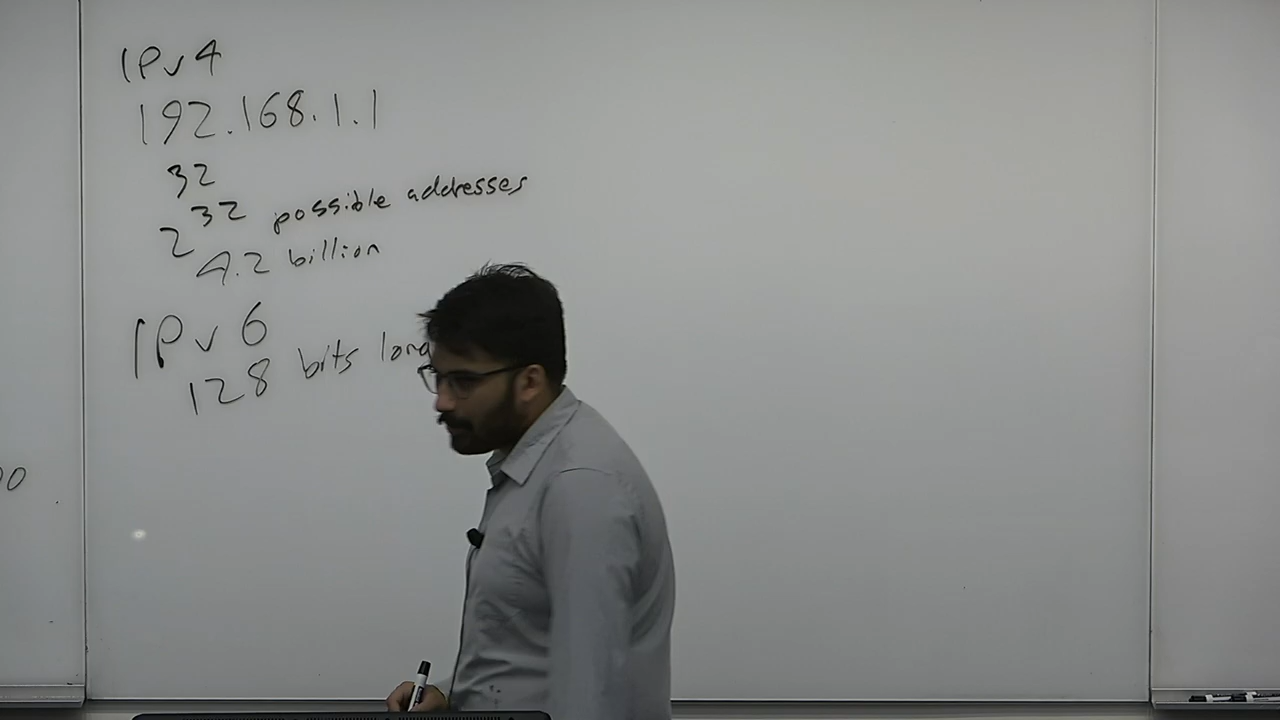 IPv4
192.168.1.1
32
2^32 possible addresses
4.2 billion
IPv6
128 bits long